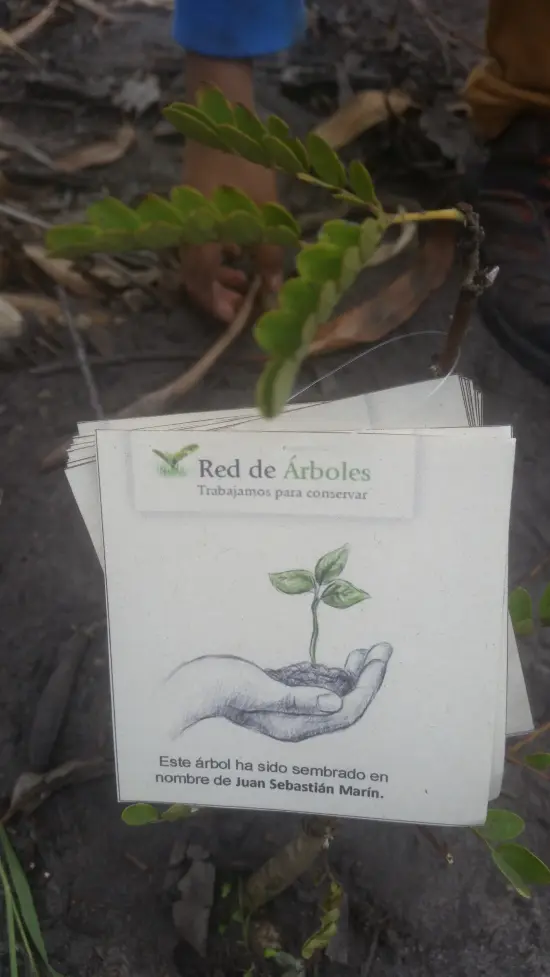 Red de Árboles
Trabajamos para conservar
Este árbol ha sido sembrado en
nombre de Juan Sebastián Marín.